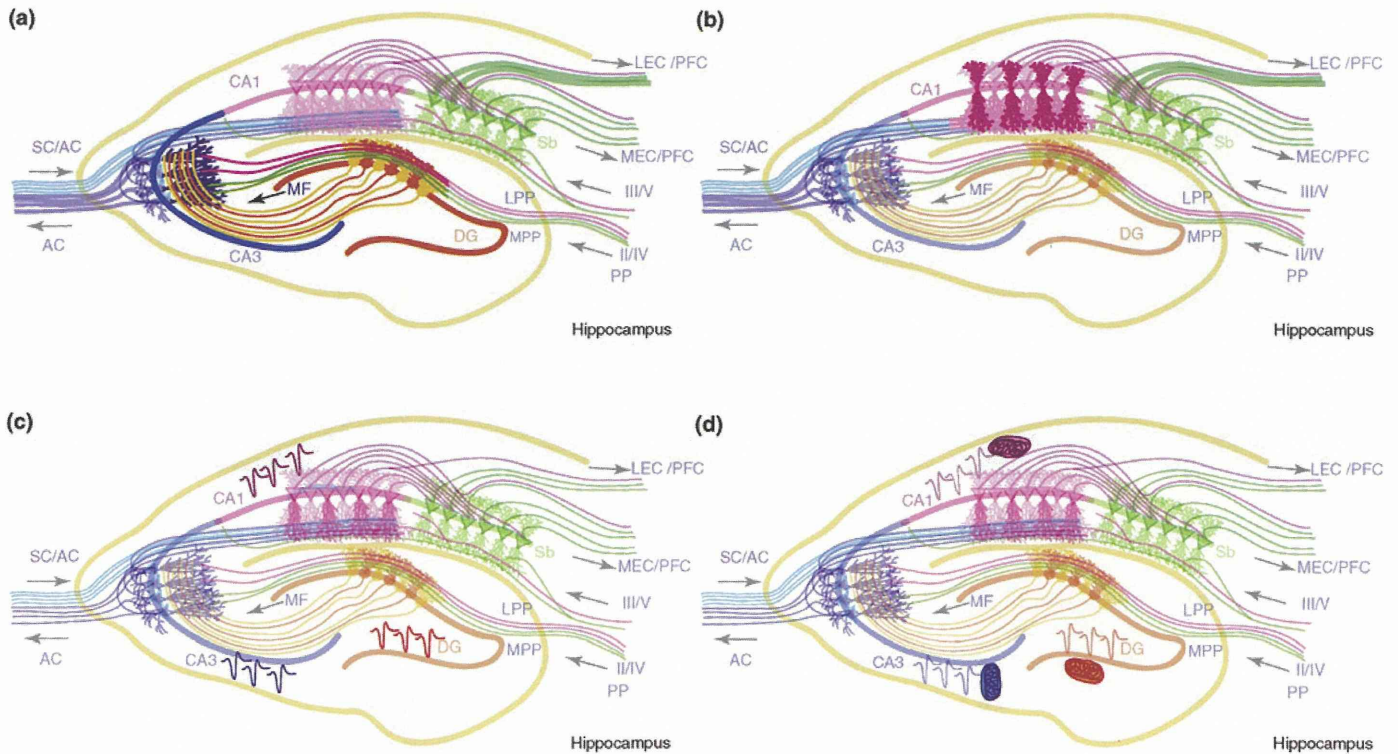 (a)
LEC /PFC
CA1
SC/AC
Sb
MEC/PFC
MF
III/V
LPP
AC
CA3
DG
MPP
II/IV
PP
Hippocampus
(b)
LEC /PFC
CA1
SC/AC
Sb
MEC/PFC
MF
III/V
LPP
AC
CA3
DG
MPP
II/IV
PP
Hippocampus
(c)
LEC /PFC
CA1
SC/AC
Sb
MEC/PFC
MF
III/V
LPP
AC
CA3
DG
MPP
II/IV
PP
Hippocampus
(d)
LEC /PFC
CA1
SC/AC
Sb
MEC/PFC
MF
III/V
LPP
AC
CA3
DG
MPP
II/IV
PP
Hippocampus